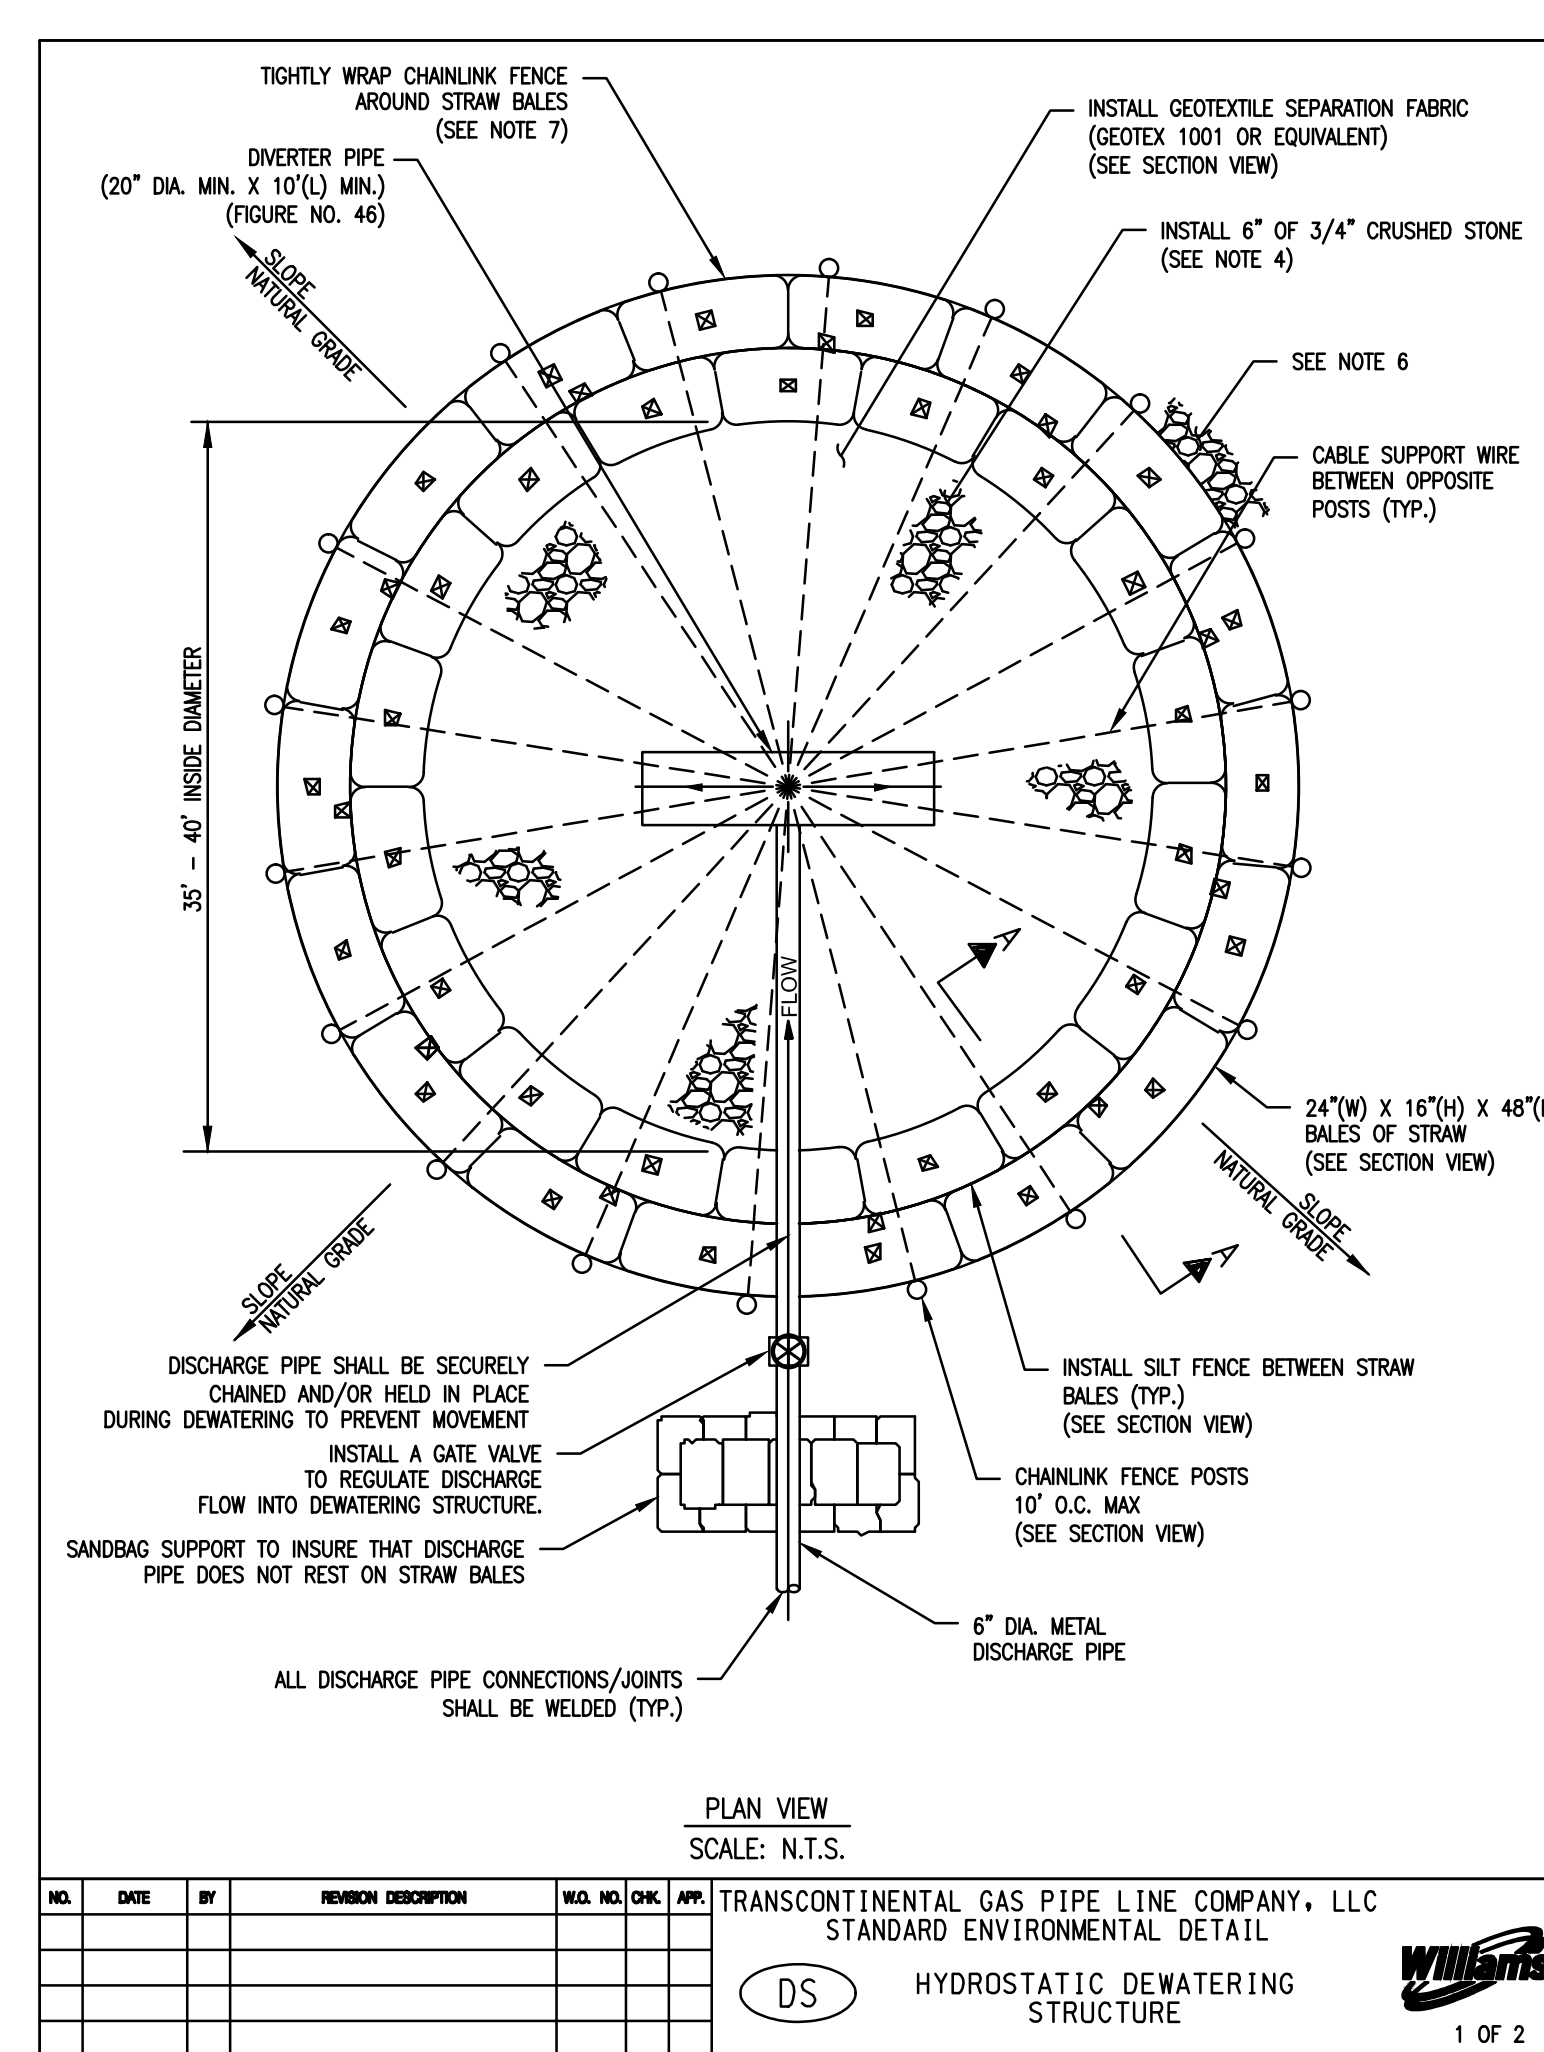 TIGHTLY WRAP CHAINLINK FENCE
AROUND STRAW BALES
(SEE NOTE 7)
DIVERTER PIPE
(20" DIA. MIN. X 10'(L) MIN.)
(FIGURE NO. 46)
INSTALL GEOTEXTILE SEPARATION FABRIC
(GEOTEX 1001 OR EQUIVALENT)
(SEE SECTION VIEW)
INSTALL 6" OF 3/4" CRUSHED STONE
(SEE NOTE 4)
SLOPE
NATURAL GRADE
SEE NOTE 6
CABLE SUPPORT WIRE
BETWEEN OPPOSITE
POSTS (TYP.)
35' - 40' INSIDE DIAMETER
FLOW
A
24"(W) X 16"(H) X 48"(
BALES OF STRAW
(SEE SECTION VIEW)
SLOPE
NATURAL GRADE
A
SLOPE
NATURAL GRADE
DISCHARGE PIPE SHALL BE SECURELY
CHAINED AND/OR HELD IN PLACE
DURING DEWATERING TO PREVENT MOVEMENT
INSTALL A GATE VALVE
TO REGULATE DISCHARGE
FLOW INTO DEWATERING STRUCTURE.
SANDBAG SUPPORT TO INSURE THAT DISCHARGE
PIPE DOES NOT REST ON STRAW BALES
INSTALL SILT FENCE BETWEEN STRAW
BALES (TYP.)
(SEE SECTION VIEW)
CHAINLINK FENCE POSTS
10' O.C. MAX
(SEE SECTION VIEW)
6" DIA. METAL
DISCHARGE PIPE
ALL DISCHARGE PIPE CONNECTIONS/JOINTS
SHALL BE WELDED (TYP.)
PLAN VIEW
SCALE: N.T.S.
NO. DATE BY REVISION DESCRIPTION W.O. NO. CHK. APP.
TRANSCONTINENTAL GAS PIPE LINE COMPANY, LLC
STANDARD ENVIRONMENTAL DETAIL
DS
HYDROSTATIC DEWATERING
STRUCTURE
Williams
1 OF 2